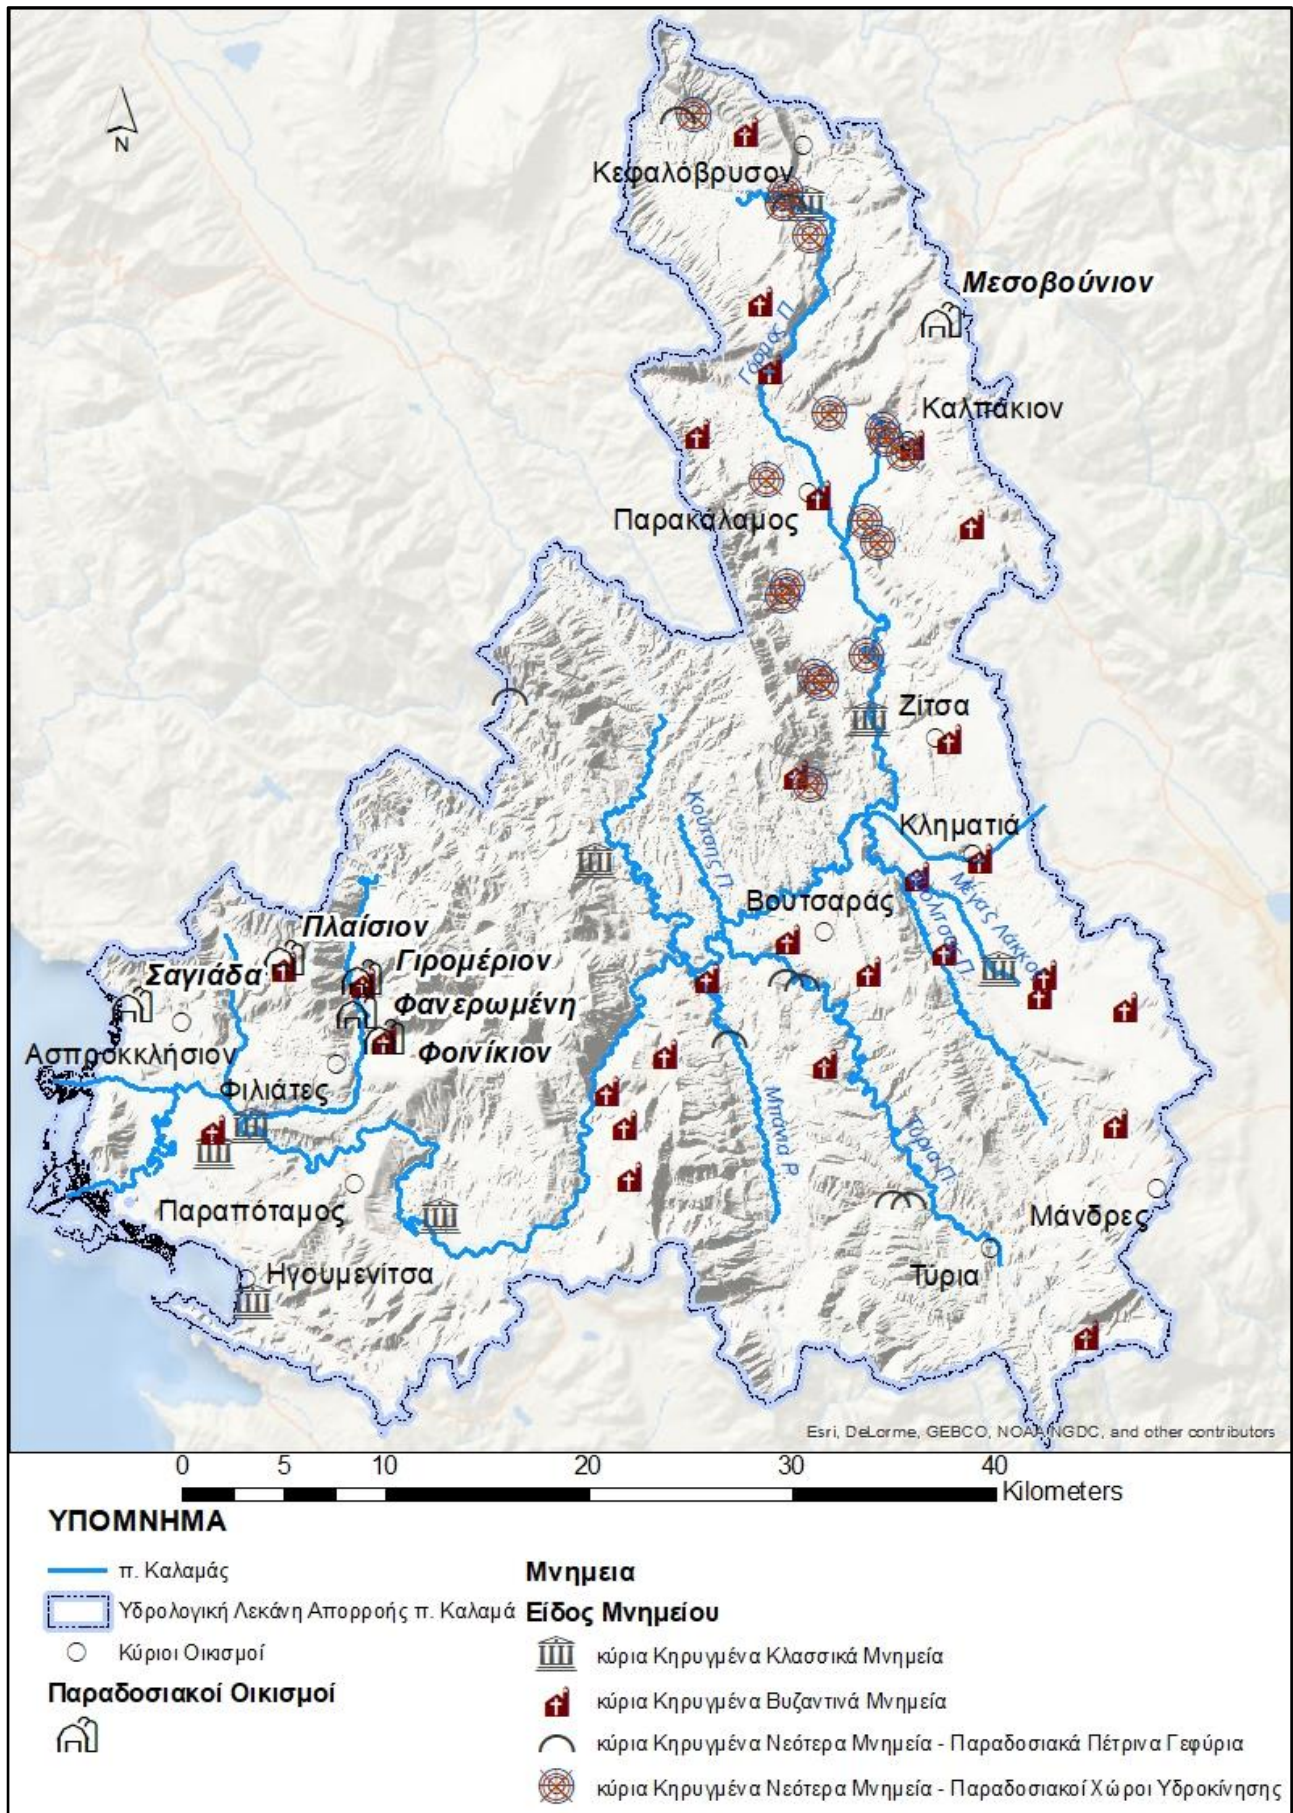 N
Κεφαλόβρυσον
Μεσοβούνιον
Γόρμος Π.
Καλπάκιον
Παρακάλαμος
Ζίτσα
Κληματιά
Κούτσης Π.
Βουτσαράς
Μέγας Λάκκος
Πλαίσιον
Σαγιάδα
Γιρομέριον
Φανερωμένη
Φοινίκιον
Ασπροκκλήσιον
Φιλιάτες
Μπάνια Ρ.
Τύρια Π.
Παραπόταμος
Μάνδρες
Ηγουμενίτσα
Τύρια
Esri, DeLorme, GEBCO, NOAA NGDC, and other contributors
0 5 10 20 30 40
Kilometers
ΥΠΟΜΝΗΜΑ
π. Καλαμάς
Υδρολογική Λεκάνη Απορροής π. Καλαμά
Κύριοι Οικισμοί
Παραδοσιακοί Οικισμοί
Μνημεια
Είδος Μνημείου
κύρια Κηρυγμένα Κλασσικά Μνημεία
κύρια Κηρυγμένα Βυζαντινά Μνημεία
κύρια Κηρυγμένα Νεότερα Μνημεία - Παραδοσιακά Πέτρινα Γεφύρια
κύρια Κηρυγμένα Νεότερα Μνημεία - Παραδοσιακοί Χώροι Υδροκίνησης